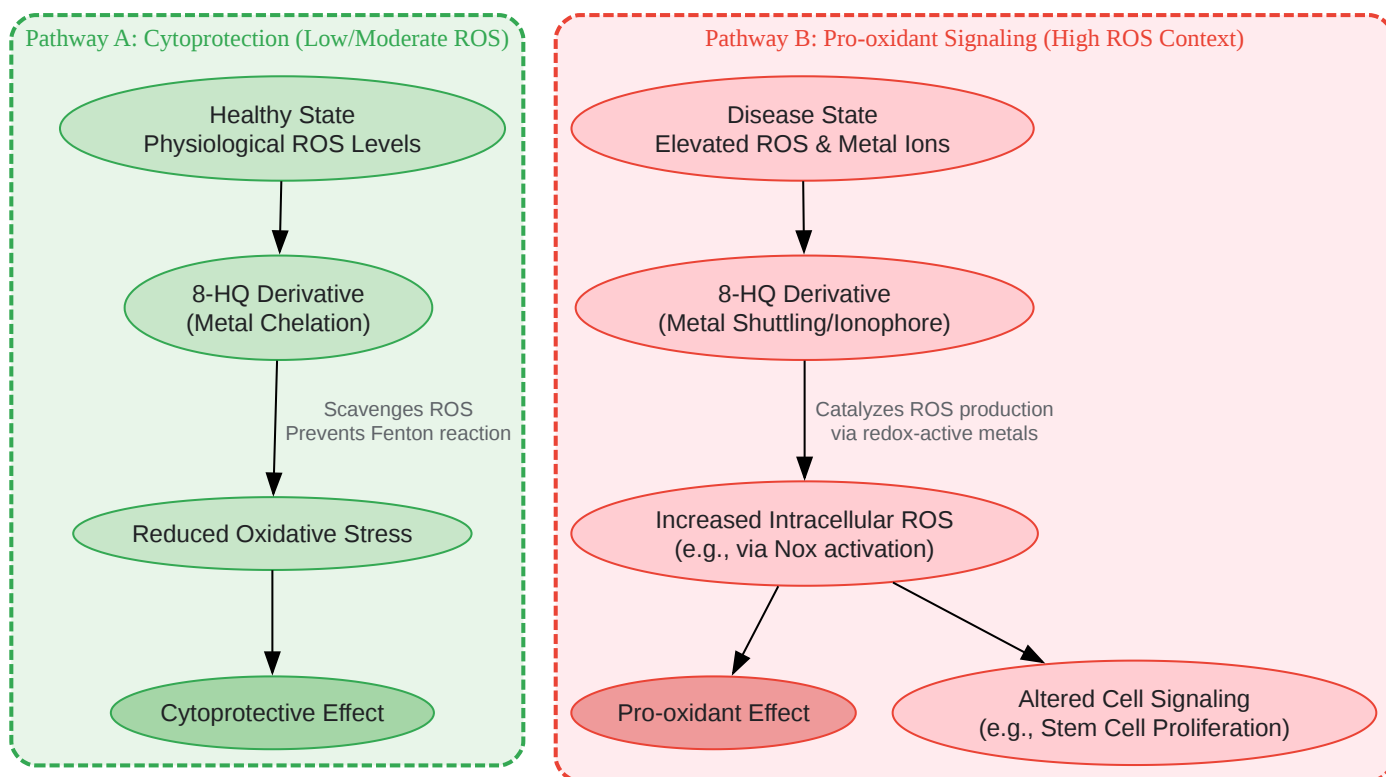 Pathway A: Cytoprotection (Low/Moderate ROS)
Healthy State
Physiological ROS Levels
8-HQ Derivative
(Metal Chelation)
Scavenges ROS
Prevents Fenton reaction
Reduced Oxidative Stress
Cytoprotective Effect
Pathway B: Pro-oxidant Signaling (High ROS Context)
Disease State
Elevated ROS & Metal Ions
8-HQ Derivative
(Metal Shuttling/Ionophore)
Catalyzes ROS production
via redox-active metals
Increased Intracellular ROS
(e.g., via Nox activation)
Pro-oxidant Effect
Altered Cell Signaling
(e.g., Stem Cell Proliferation)